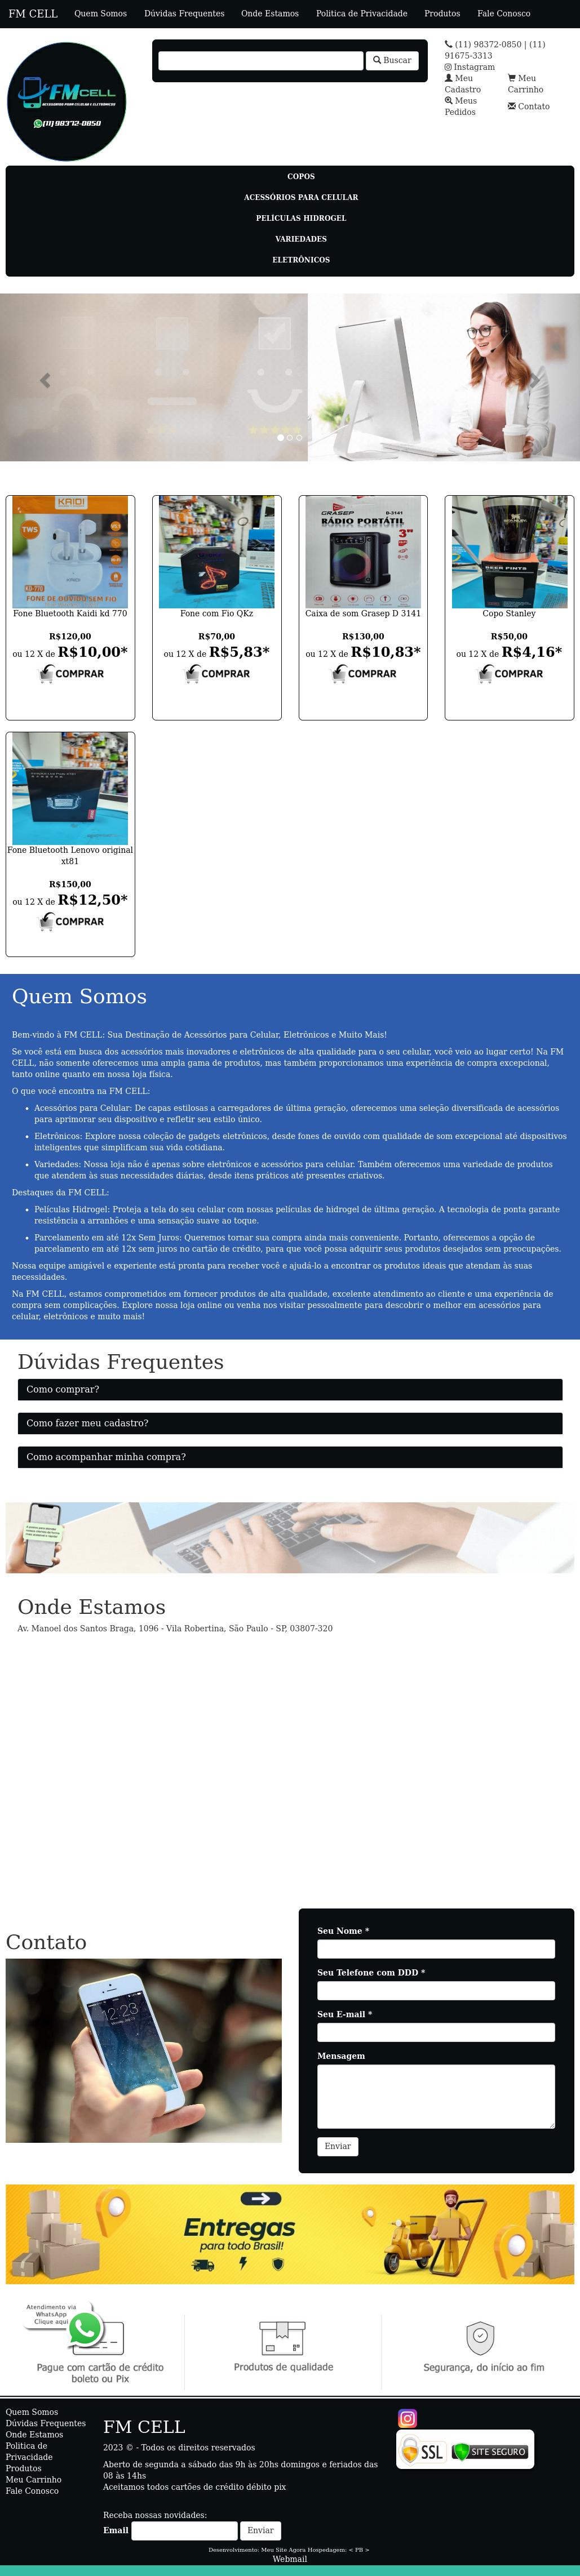 FM CELL Quem Somos Dúvidas Frequentes Onde Estamos Politica de Privacidade Produtos Fale Conosco
FMCELL
ACESSÓRIOS PARA CELULAR E ELETRÔNICOS
(11) 98372-0850
Buscar
(11) 98372-0850 | (11)
91675-3313
Instagram
Meu
Cadastro
Meu
Carrinho
Meus
Pedidos
Contato
COPOS
ACESSÓRIOS PARA CELULAR
PELÍCULAS HIDROGEL
VARIEDADES
ELETRÔNICOS
KAIDI
TWS
KD-770
FONE DE OUVIDO SEM FIO
Fone Bluetooth Kaidi kd 770
R$120,00
ou 12 X de R$10,00*
COMPRAR
Fone com Fio QKz
R$70,00
ou 12 X de R$5,83*
COMPRAR
GRASEP D-3141
RÁDIO PORTÁTIL
3"
Caixa de som Grasep D 3141
R$130,00
ou 12 X de R$10,83*
COMPRAR
BEER PINTS
Copo Stanley
R$50,00
ou 12 X de R$4,16*
COMPRAR
Fone Bluetooth Lenovo original
xt81
R$150,00
ou 12 X de R$12,50*
COMPRAR
Quem Somos
Bem-vindo à FM CELL: Sua Destinação de Acessórios para Celular, Eletrônicos e Muito Mais!
Se você está em busca dos acessórios mais inovadores e eletrônicos de alta qualidade para o seu celular, você veio ao lugar certo! Na FM
CELL, não somente oferecemos uma ampla gama de produtos, mas também proporcionamos uma experiência de compra excepcional,
tanto online quanto em nossa loja física.
O que você encontra na FM CELL:
• Acessórios para Celular: De capas estilosas a carregadores de última geração, oferecemos uma seleção diversificada de acessórios
para aprimorar seu dispositivo e refletir seu estilo único.
• Eletrônicos: Explore nossa coleção de gadgets eletrônicos, desde fones de ouvido com qualidade de som excepcional até dispositivos
inteligentes que simplificam sua vida cotidiana.
• Variedades: Nossa loja não é apenas sobre eletrônicos e acessórios para celular. Também oferecemos uma variedade de produtos
que atendem às suas necessidades diárias, desde itens práticos até presentes criativos.
Destaques da FM CELL:
• Películas Hidrogel: Proteja a tela do seu celular com nossas películas de hidrogel de última geração. A tecnologia de ponta garante
resistência a arranhões e uma sensação suave ao toque.
• Parcelamento em até 12x Sem Juros: Queremos tornar sua compra ainda mais conveniente. Portanto, oferecemos a opção de
parcelamento em até 12x sem juros no cartão de crédito, para que você possa adquirir seus produtos desejados sem preocupações.
Nossa equipe amigável e experiente está pronta para receber você e ajudá-lo a encontrar os produtos ideais que atendam às suas
necessidades.
Na FM CELL, estamos comprometidos em fornecer produtos de alta qualidade, excelente atendimento ao cliente e uma experiência de
compra sem complicações. Explore nossa loja online ou venha nos visitar pessoalmente para descobrir o melhor em acessórios para
celular, eletrônicos e muito mais!
Dúvidas Frequentes
Como comprar?
Como fazer meu cadastro?
Como acompanhar minha compra?
Onde Estamos
Av. Manoel dos Santos Braga, 1096 - Vila Robertina, São Paulo - SP, 03807-320
Contato
12:23
Seu Nome *
Seu Telefone com DDD *
Seu E-mail *
Mensagem
Enviar
Entregas
para todo Brasil!
Atendimento via
WhatsApp
Clique aqui
Pague com cartão de crédito
boleto ou Pix
Produtos de qualidade
Segurança, do início ao fim
Quem Somos
Dúvidas Frequentes
Onde Estamos
Politica de
Privacidade
Produtos
Meu Carrinho
Fale Conosco
FM CELL
2023 © - Todos os direitos reservados
Aberto de segunda a sábado das 9h às 20hs domingos e feriados das
08 às 14hs
Aceitamos todos cartões de crédito débito pix
Receba nossas novidades:
Email Enviar
SSL SITE SEGURO
Desenvolvimento: Meu Site Agora Hospedagem: < PB >
Webmail